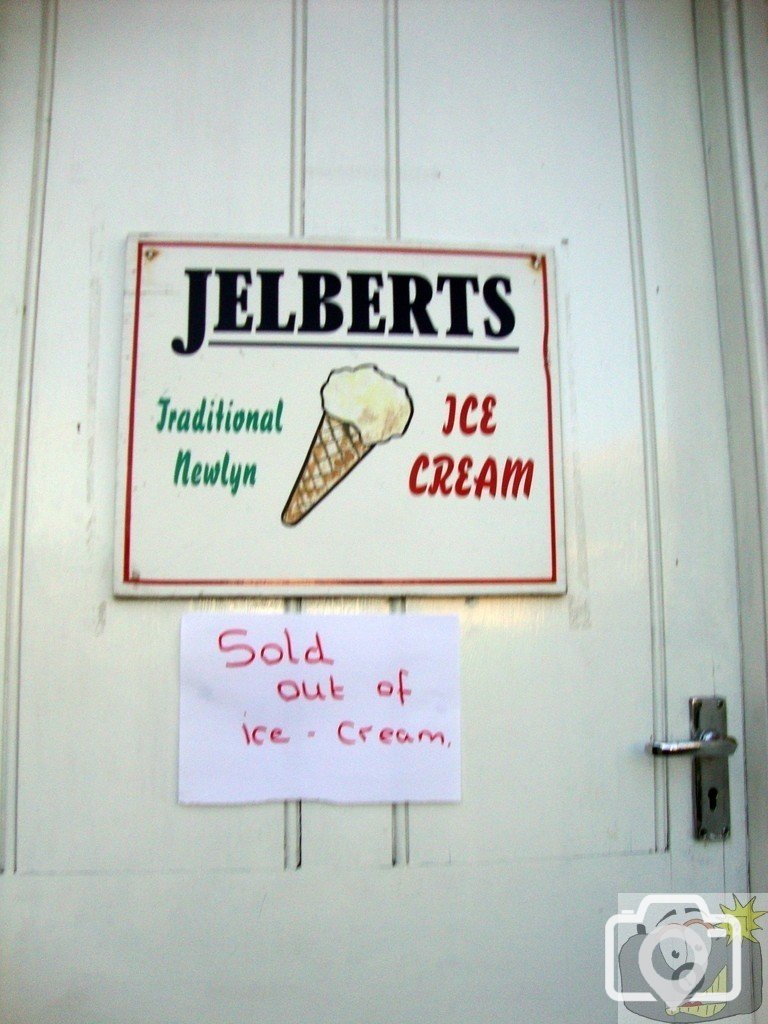 JELBERTS
Traditional
Newlyn
ICE
CREAM
Sold
out of
ice - cream.